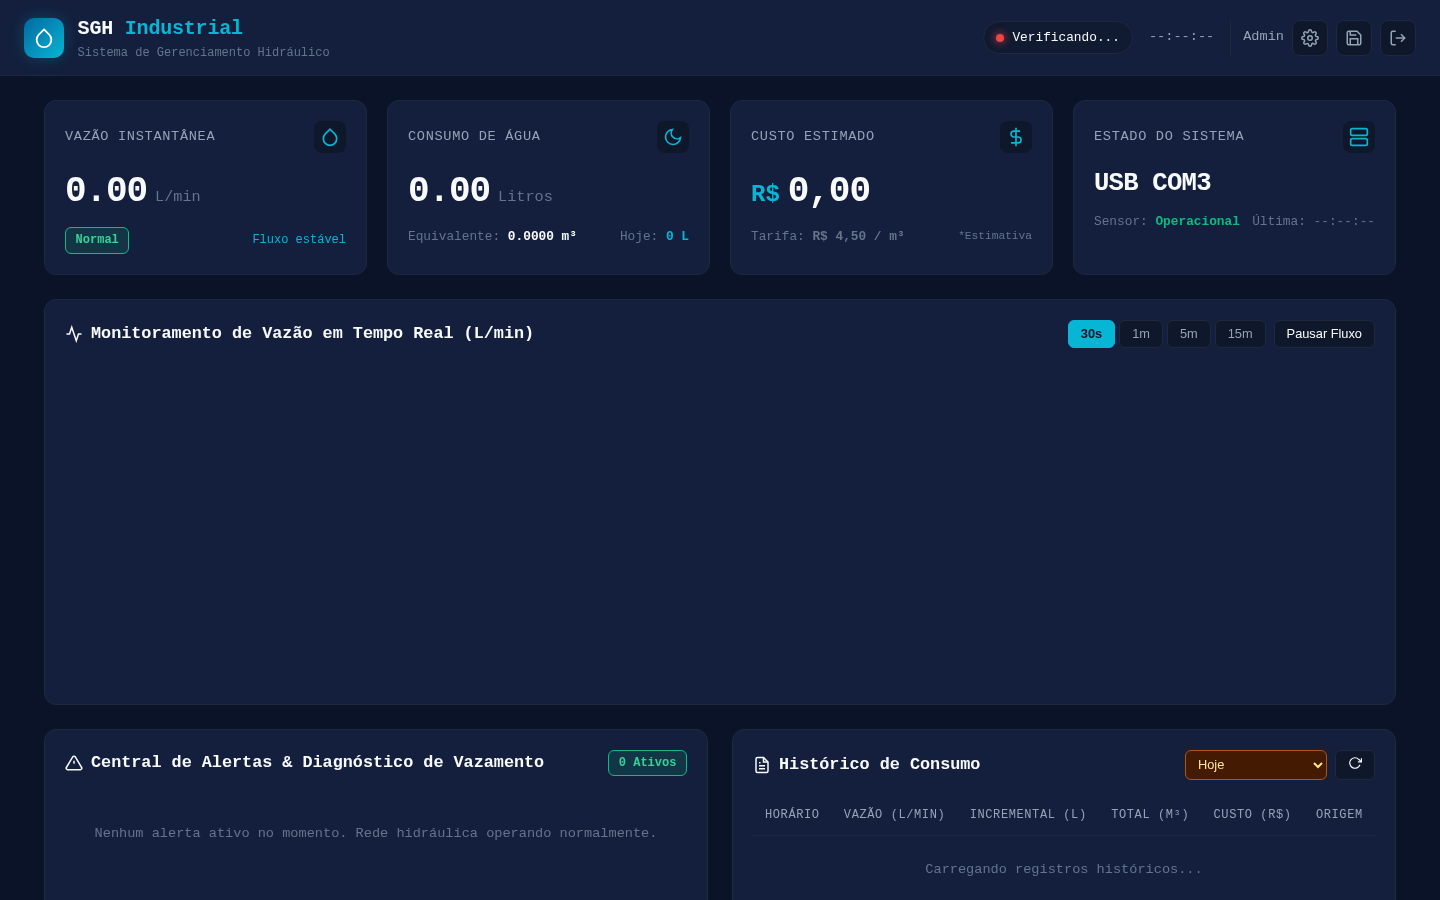 SGH Industrial
Sistema de Gerenciamento Hidráulico
Verificando...
--:--:--
Admin
VAZÃO INSTANTÂNEA
0.00 L/min
Normal
Fluxo estável
CONSUMO DE ÁGUA
0.00 Litros
Equivalente: 0.0000 m³
Hoje: 0 L
CUSTO ESTIMADO
R$ 0,00
Tarifa: R$ 4,50 / m³
*Estimativa
ESTADO DO SISTEMA
USB COM3
Sensor: Operacional
Última: --:--:--
Monitoramento de Vazão em Tempo Real (L/min)
30s
1m
5m
15m
Pausar Fluxo
Central de Alertas & Diagnóstico de Vazamento
0 Ativos
Nenhum alerta ativo no momento. Rede hidráulica operando normalmente.
Histórico de Consumo
Hoje
HORÁRIO VAZÃO (L/MIN) INCREMENTAL (L) TOTAL (M³) CUSTO (R$) ORIGEM
Carregando registros históricos...